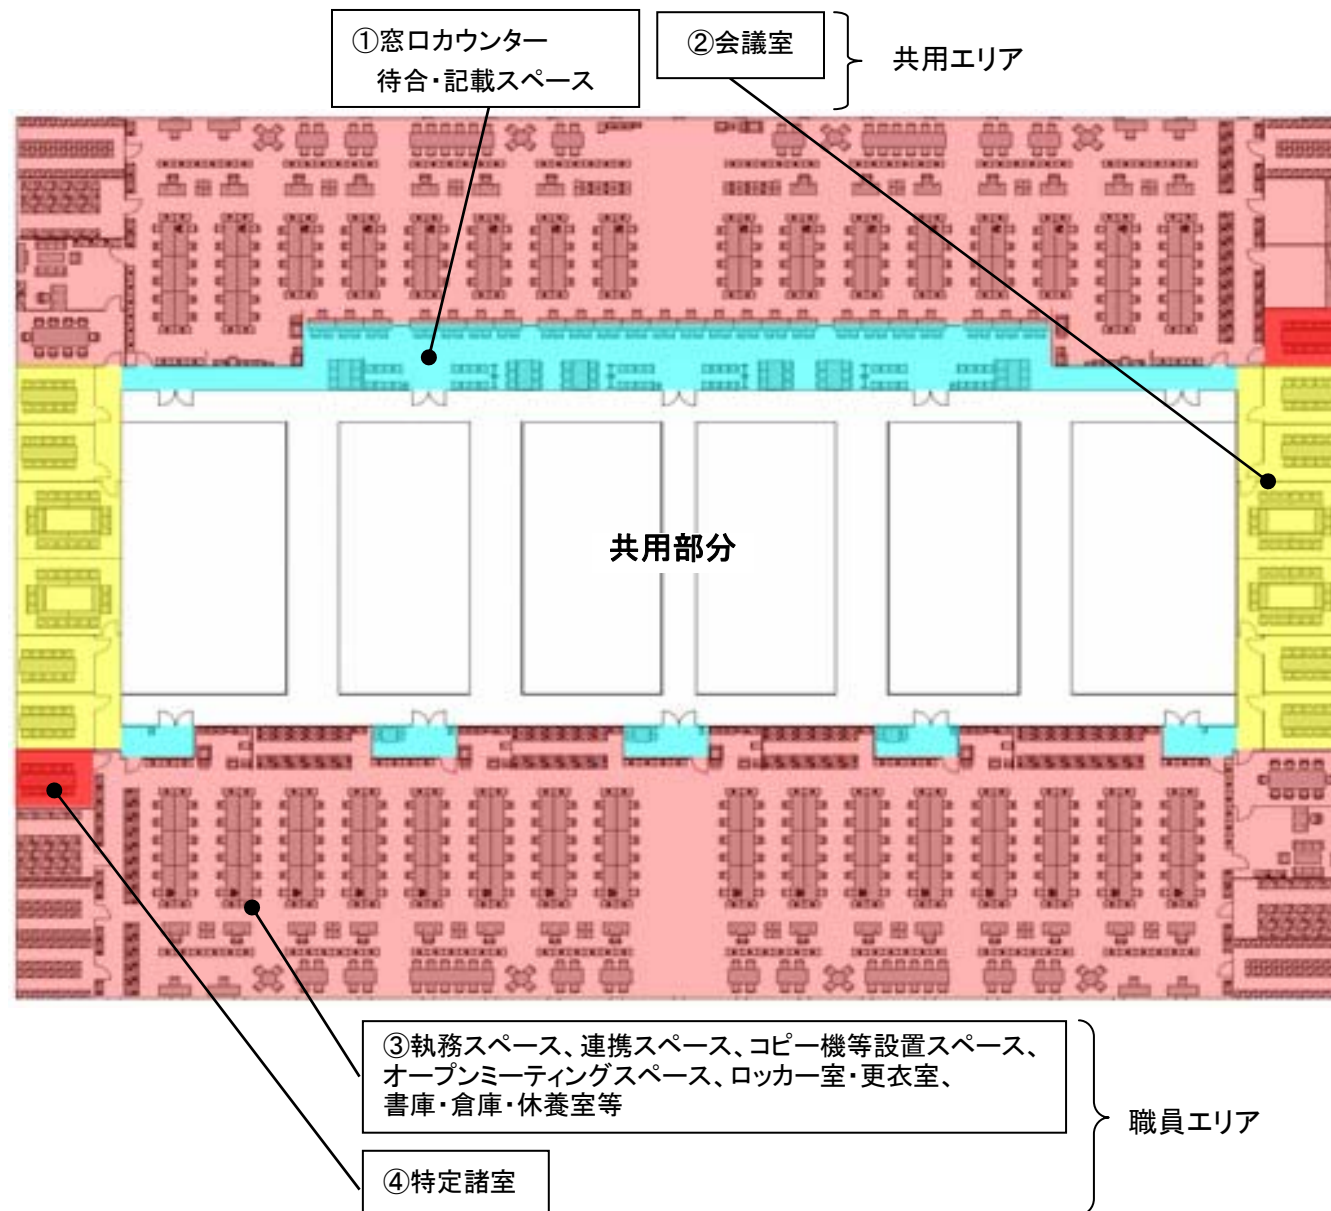 ①窓口カウンター
待合・記載スペース
②会議室
共用エリア
共用部分
③執務スペース、連携スペース、コピー機等設置スペース、
オープンミーティングスペース、ロッカー室・更衣室、
書庫・倉庫・休養室等
職員エリア
④特定諸室